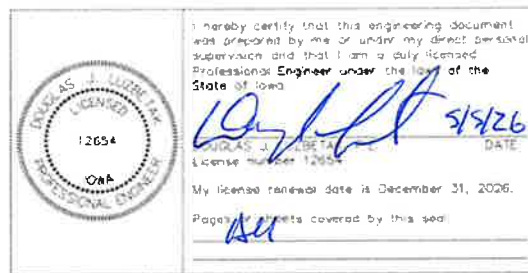 DOUGLAS J. LUZBETAK
LICENSED
12654
IOWA
PROFESSIONAL ENGINEER
I hereby certify that this engineering document
was prepared by me or under my direct personal
supervision and that I am a duly licensed
Professional Engineer under the laws of the
State of Iowa
5/5/26
DOUGLAS J. LUZBETAK
DATE
License number 12654
My license renewal date is December 31, 2026.
Pages or sheets covered by this seal:
All